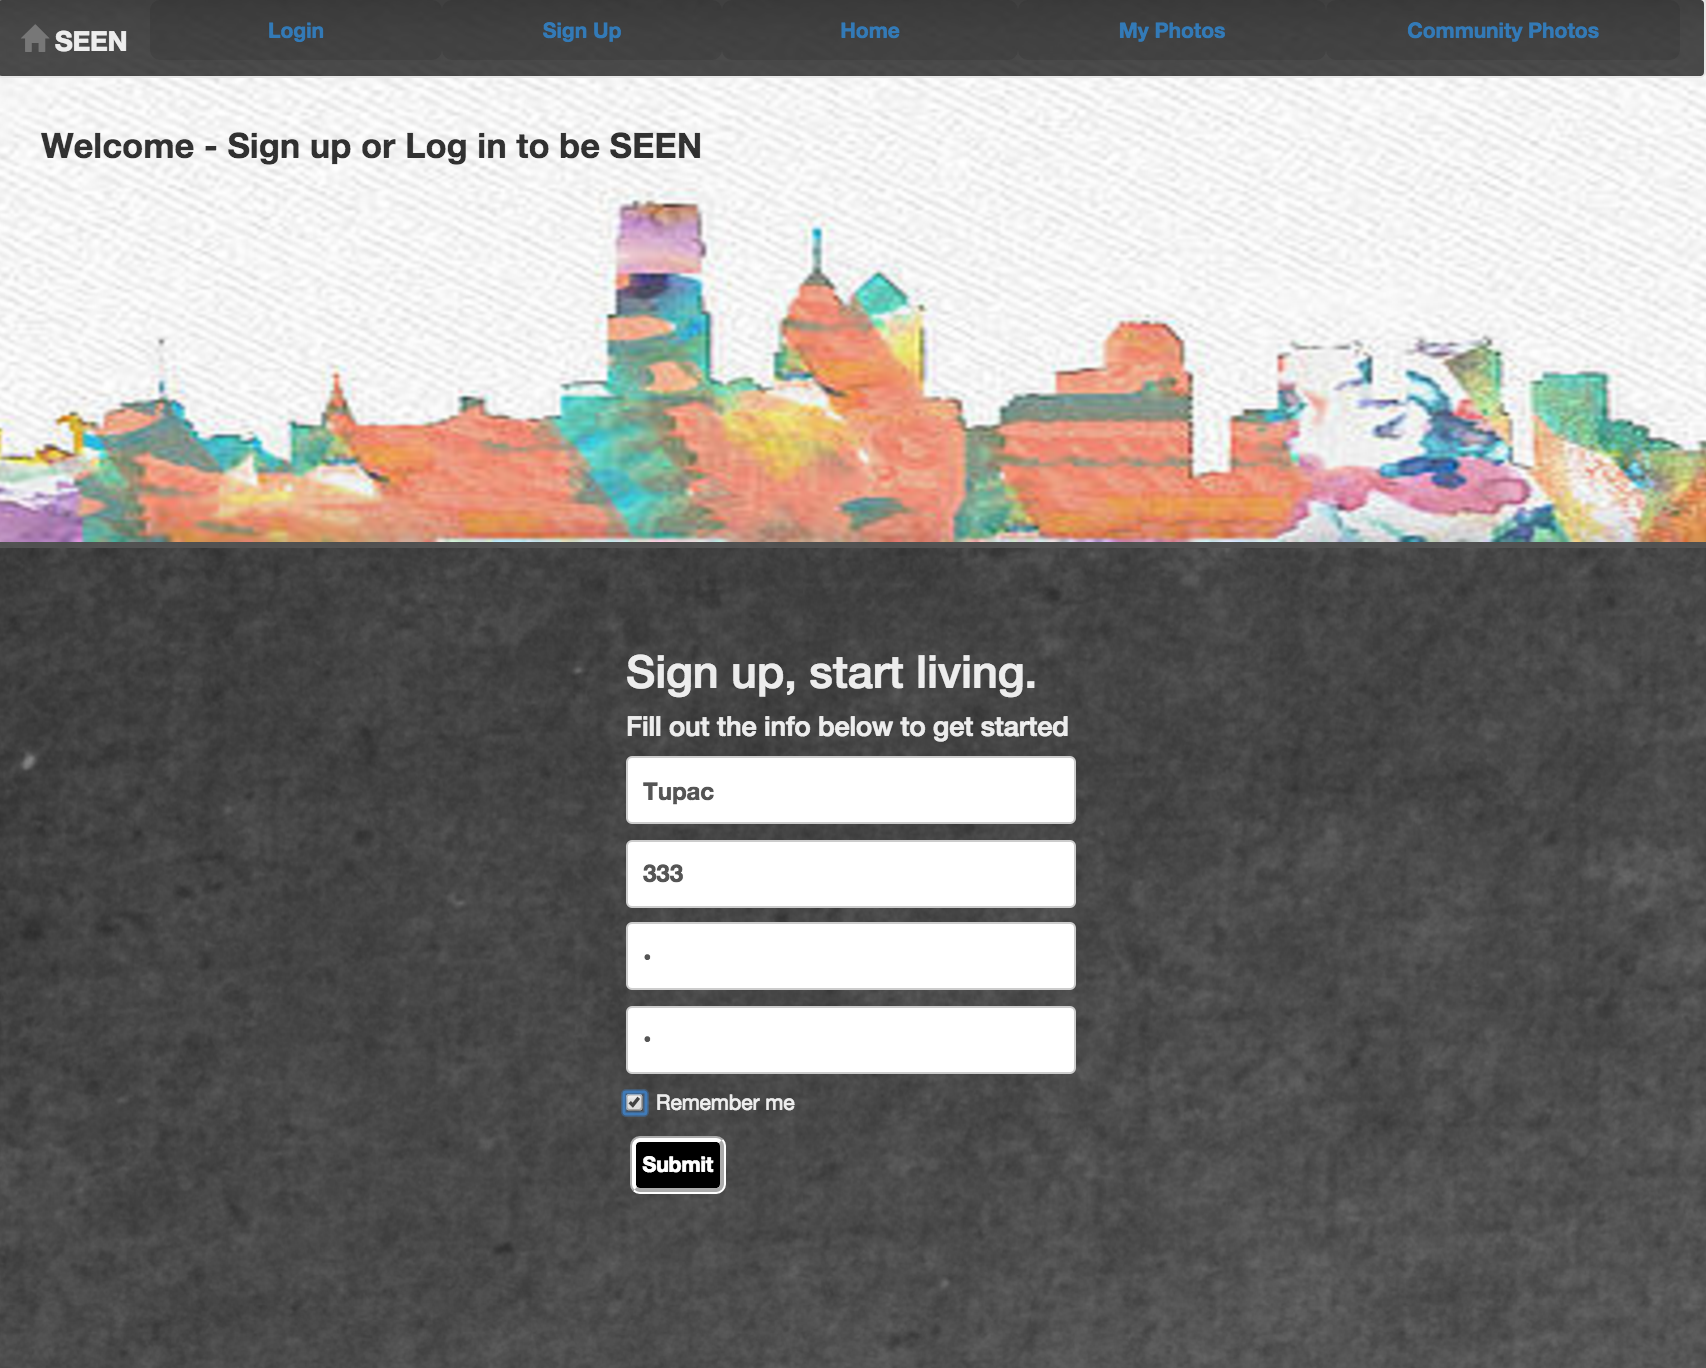 SEEN
Login
Sign Up
Home
My Photos
Community Photos
Welcome - Sign up or Log in to be SEEN
Sign up, start living.
Fill out the info below to get started
Tupac
333
•
•
Remember me
Submit